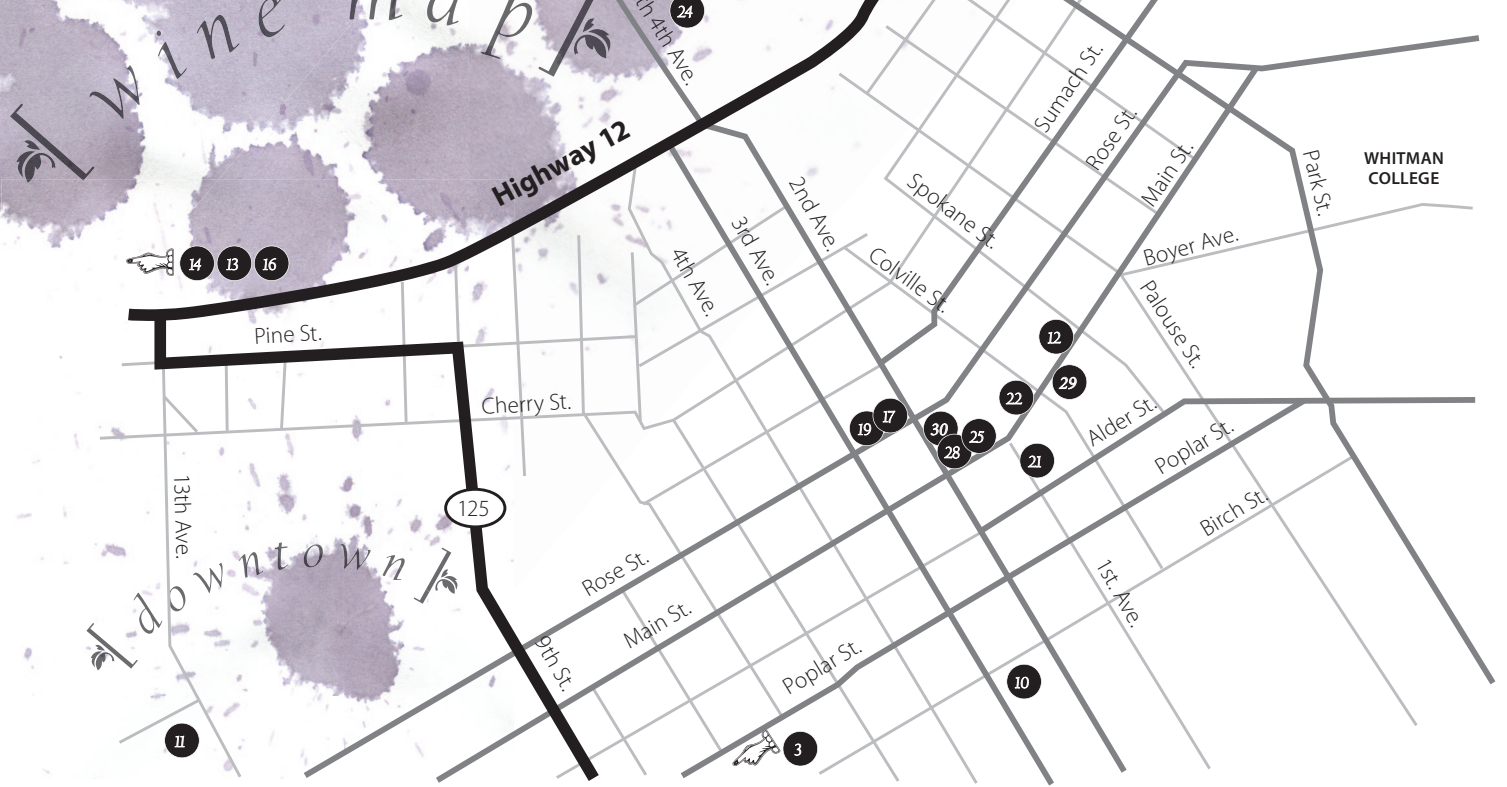 [wine map]
24
th 4th Ave.
Highway 12
Sumach St.
Rose St.
Main St.
Park St.
WHITMAN
COLLEGE
Spokane St.
2nd Ave.
3rd Ave.
4th Ave.
Colville St.
Boyer Ave.
Palouse St.
14 13 16
Pine St.
Cherry St.
12
29
22
19 17
30
25
28
21
Alder St.
Poplar St.
Birch St.
13th Ave.
125
[downtown]
Rose St.
Main St.
Poplar St.
9th St.
1st. Ave.
10
11
3